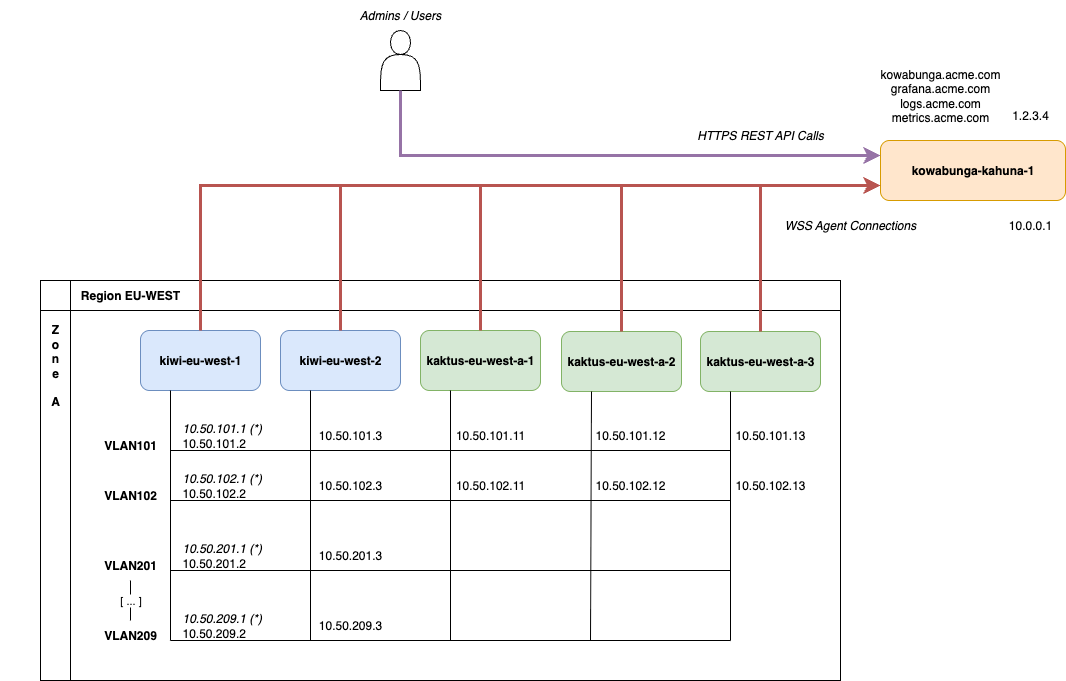 Admins / Users
kowabunga.acme.com
grafana.acme.com
logs.acme.com
metrics.acme.com
1.2.3.4
HTTPS REST API Calls
kowabunga-kahuna-1
WSS Agent Connections
10.0.0.1
Region EU-WEST
Z
o
n
e
A
kiwi-eu-west-1
kiwi-eu-west-2
kaktus-eu-west-a-1
kaktus-eu-west-a-2
kaktus-eu-west-a-3
VLAN101
10.50.101.1 (*)
10.50.101.2
10.50.101.3
10.50.101.11
10.50.101.12
10.50.101.13
VLAN102
10.50.102.1 (*)
10.50.102.2
10.50.102.3
10.50.102.11
10.50.102.12
10.50.102.13
VLAN201
10.50.201.1 (*)
10.50.201.2
10.50.201.3
[ ... ]
VLAN209
10.50.209.1 (*)
10.50.209.2
10.50.209.3